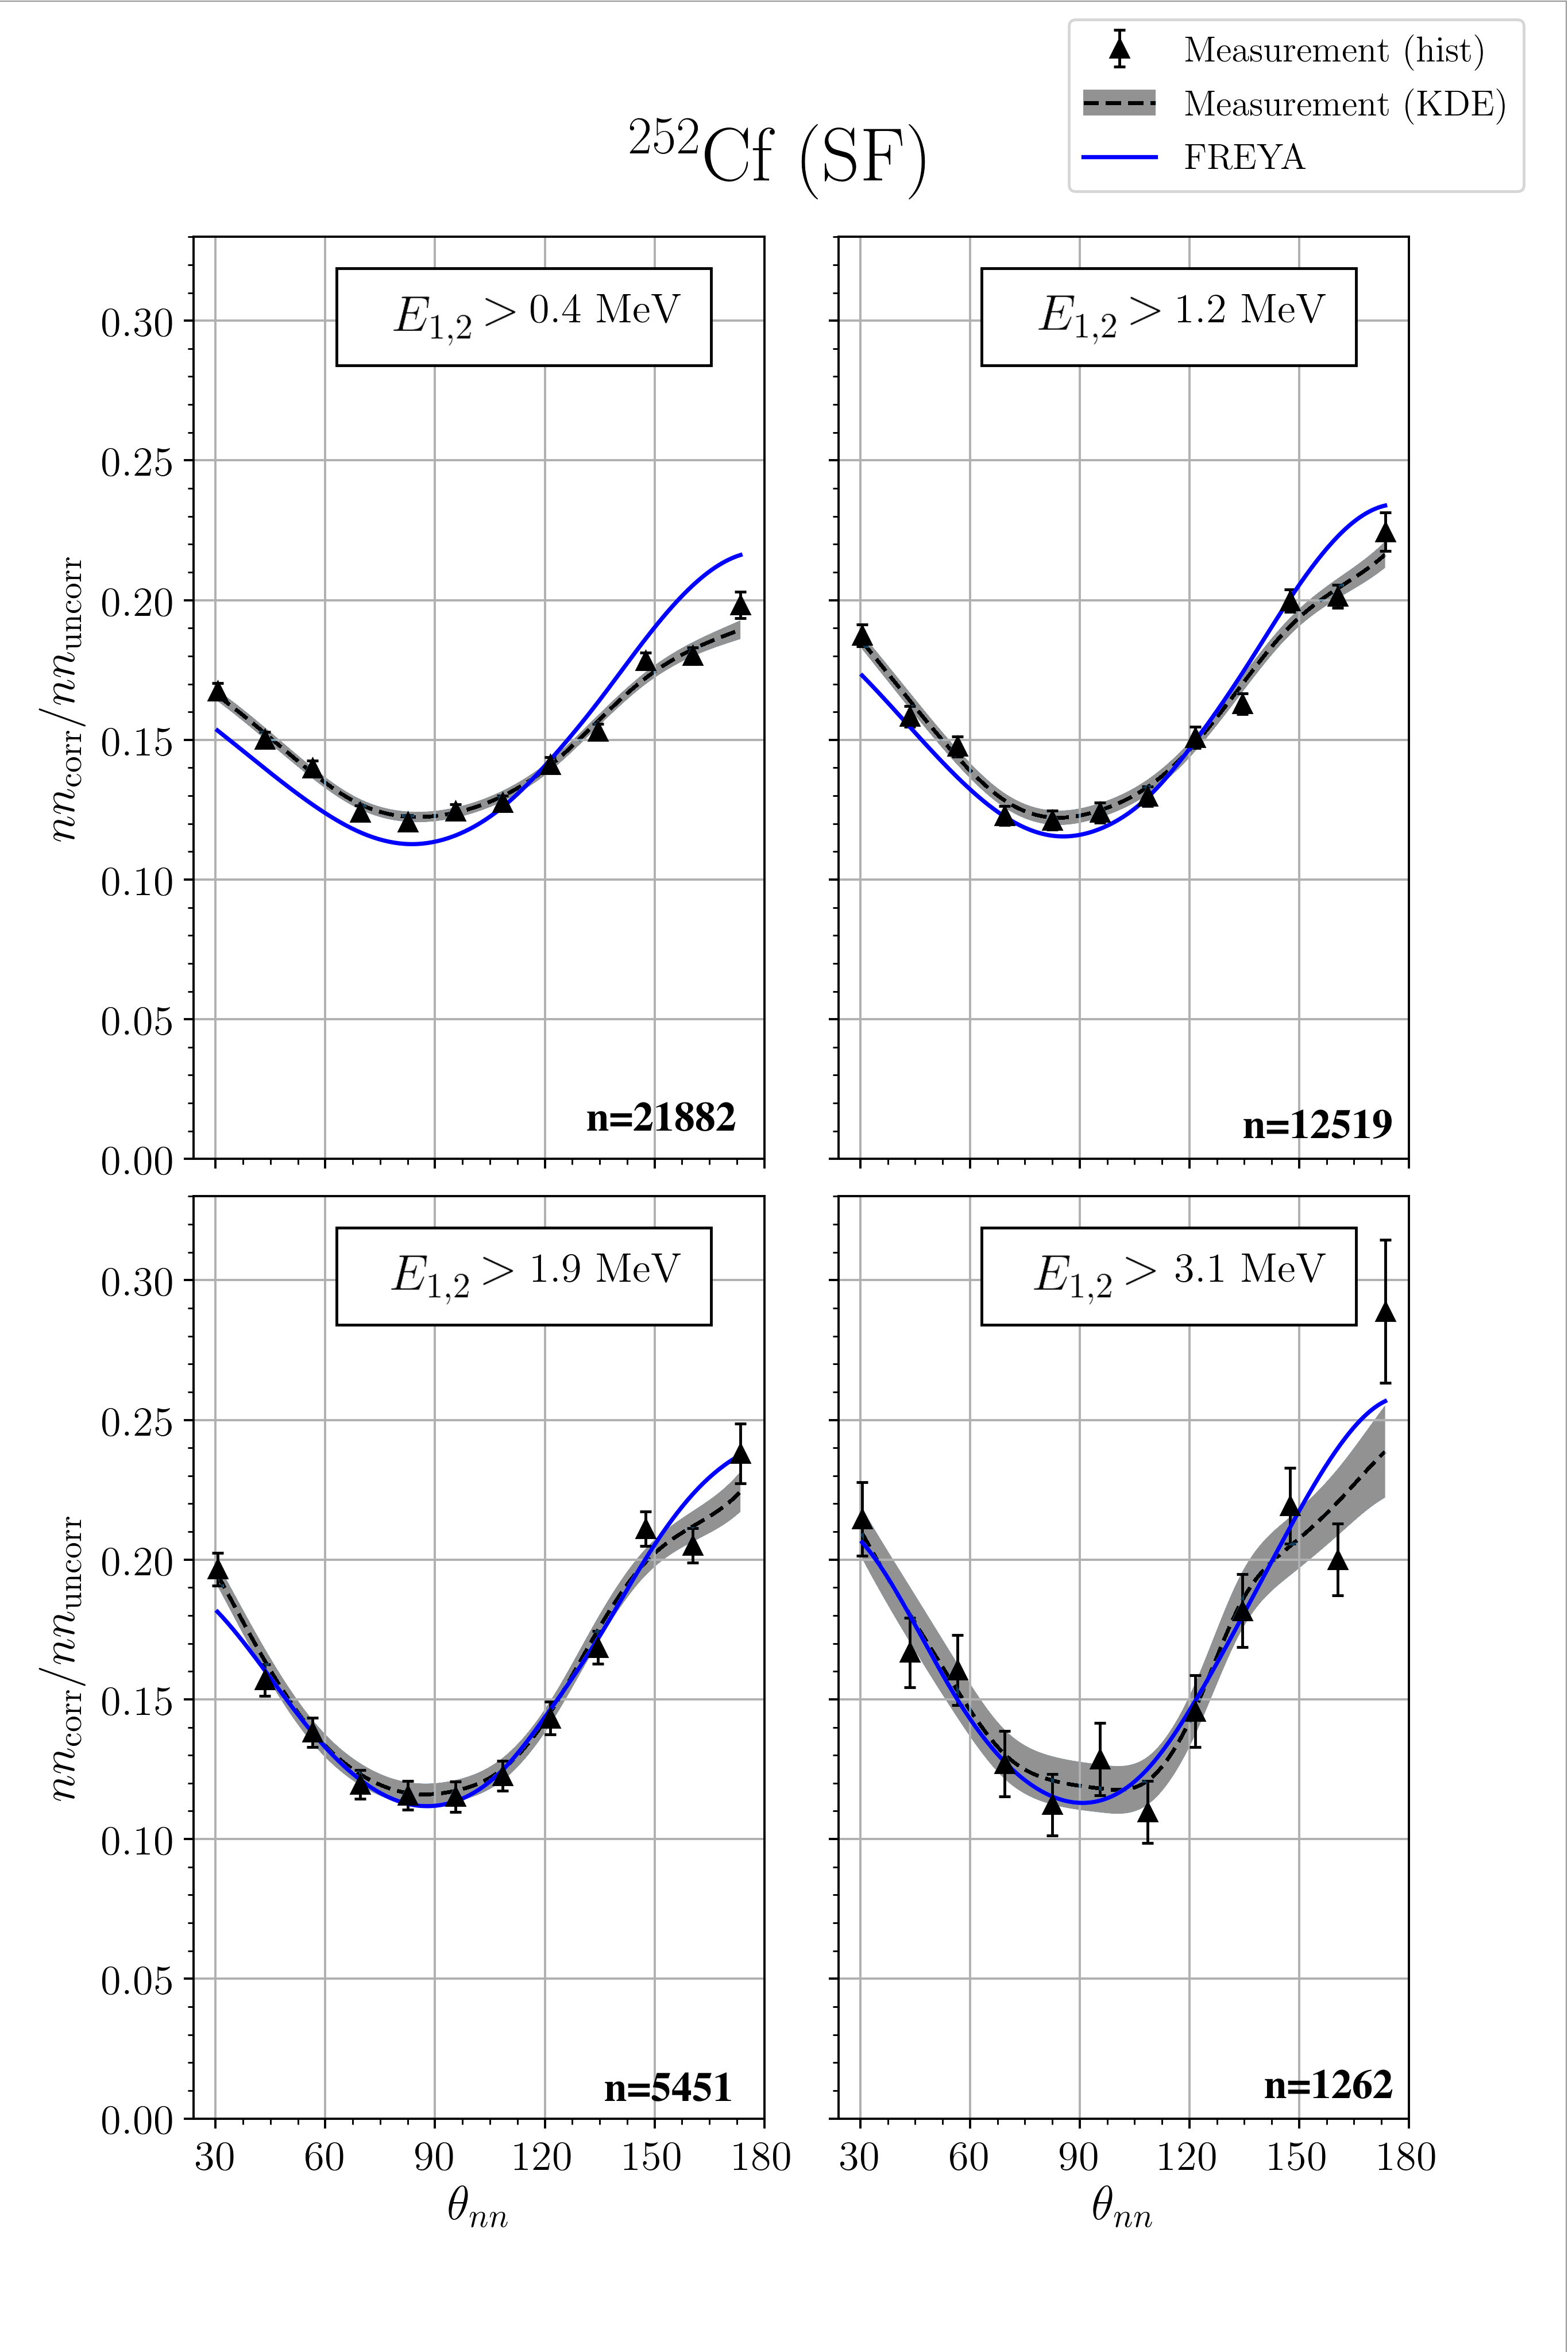 Measurement (hist)
Measurement (KDE)
FREYA
²⁵²Cf (SF)
E₁,₂ > 0.4 MeV
E₁,₂ > 1.2 MeV
0.30
0.25
0.20
0.15
0.10
0.05
0.00
nn_corr/nn_uncorr
n=21882
n=12519
E₁,₂ > 1.9 MeV
E₁,₂ > 3.1 MeV
0.30
0.25
0.20
0.15
0.10
0.05
0.00
nn_corr/nn_uncorr
n=5451
n=1262
30 60 90 120 150 180
30 60 90 120 150 180
θ_nn
θ_nn